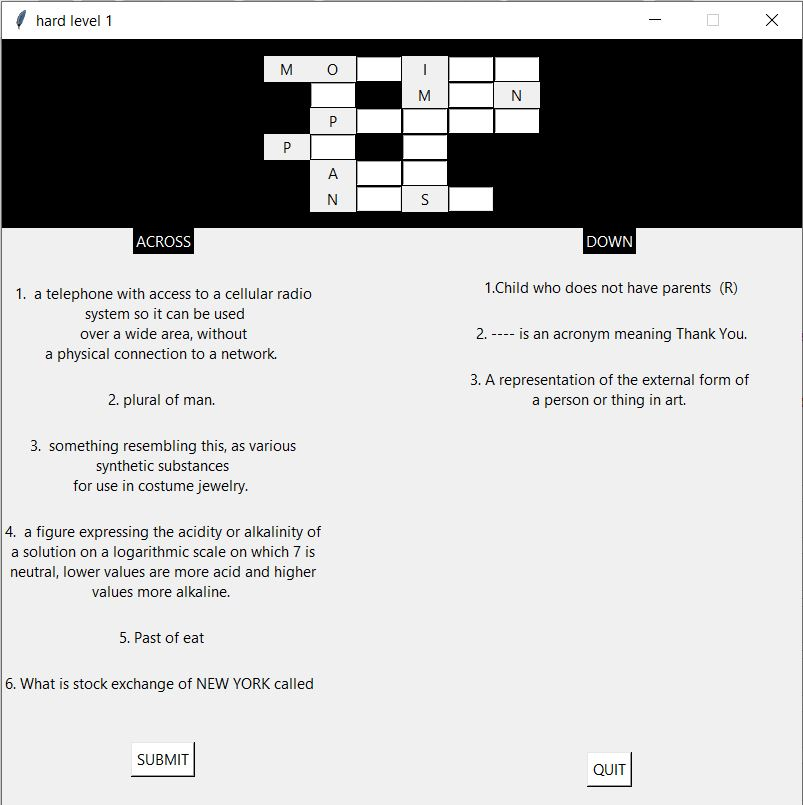 hard level 1
M O I
M N
P
P
A
N S
ACROSS
1. a telephone with access to a cellular radio
system so it can be used
over a wide area, without
a physical connection to a network.
2. plural of man.
3. something resembling this, as various
synthetic substances
for use in costume jewelry.
4. a figure expressing the acidity or alkalinity of
a solution on a logarithmic scale on which 7 is
neutral, lower values are more acid and higher
values more alkaline.
5. Past of eat
6. What is stock exchange of NEW YORK called
SUBMIT
DOWN
1.Child who does not have parents (R)
2. ---- is an acronym meaning Thank You.
3. A representation of the external form of
a person or thing in art.
QUIT